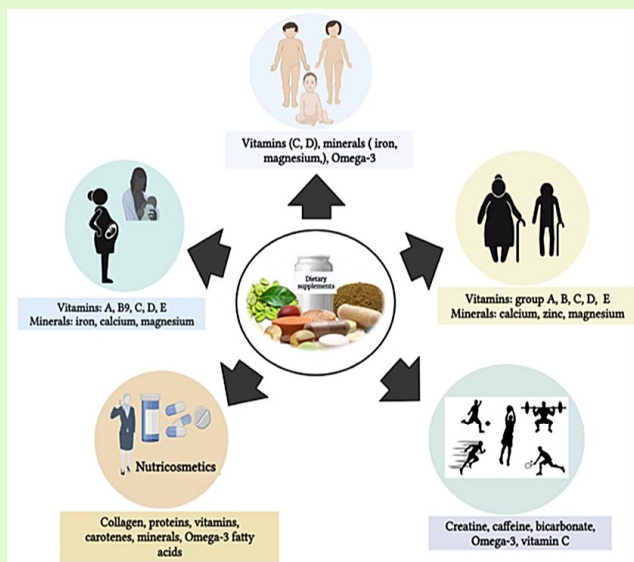 Vitamins (C, D), minerals ( iron,
magnesium,), Omega-3
Vitamins: A, B9, C, D, E
Minerals: iron, calcium, magnesium
Dietary
supplements
Vitamins: group A, B, C, D, E
Minerals: calcium, zinc, magnesium
Nutricosmetics
Collagen, proteins, vitamins,
carotenes, minerals, Omega-3 fatty
acids
Creatine, caffeine, bicarbonate,
Omega-3, vitamin C